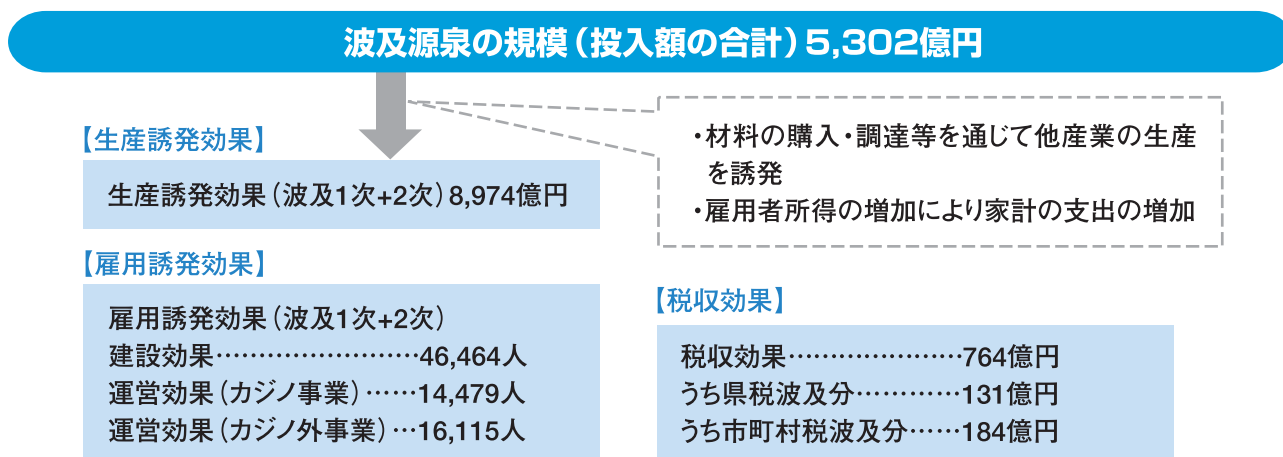 波及源泉の規模（投入額の合計）5,302億円
・材料の購入・調達等を通じて他産業の生産
を誘発
・雇用者所得の増加により家計の支出の増加
【生産誘発効果】
生産誘発効果（波及1次+2次）8,974億円
【雇用誘発効果】
雇用誘発効果（波及1次+2次）
建設効果……………………46,464人
運営効果（カジノ事業）……14,479人
運営効果（カジノ外事業）…16,115人
【税収効果】
税収効果…………………764億円
うち県税波及分…………131億円
うち市町村税波及分……184億円